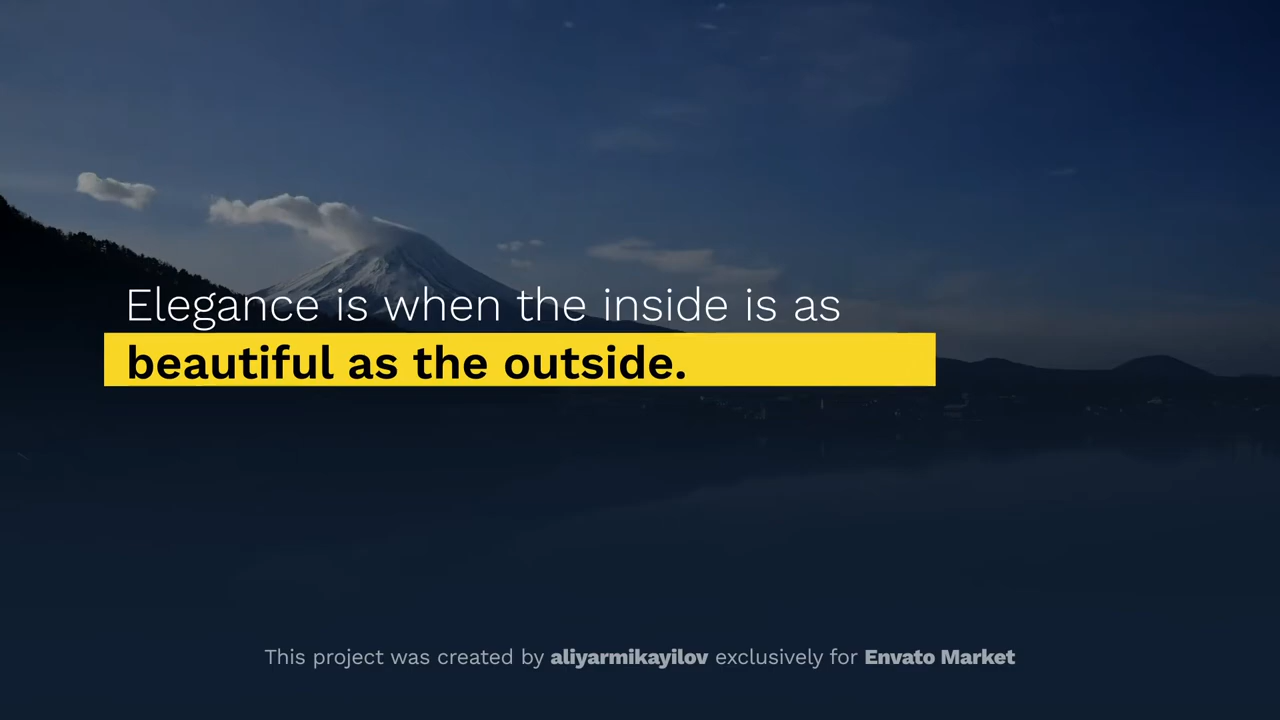 Elegance is when the inside is as
beautiful as the outside.
This project was created by aliyarmikayilov exclusively for Envato Market